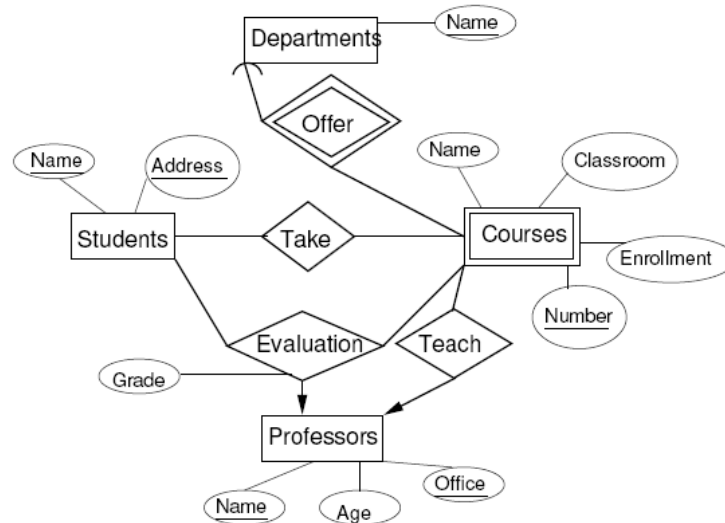 Name
Departments
Offer
Name
Classroom
Name
Address
Students
Take
Courses
Enrollment
Number
Evaluation
Teach
Grade
Professors
Name
Age
Office